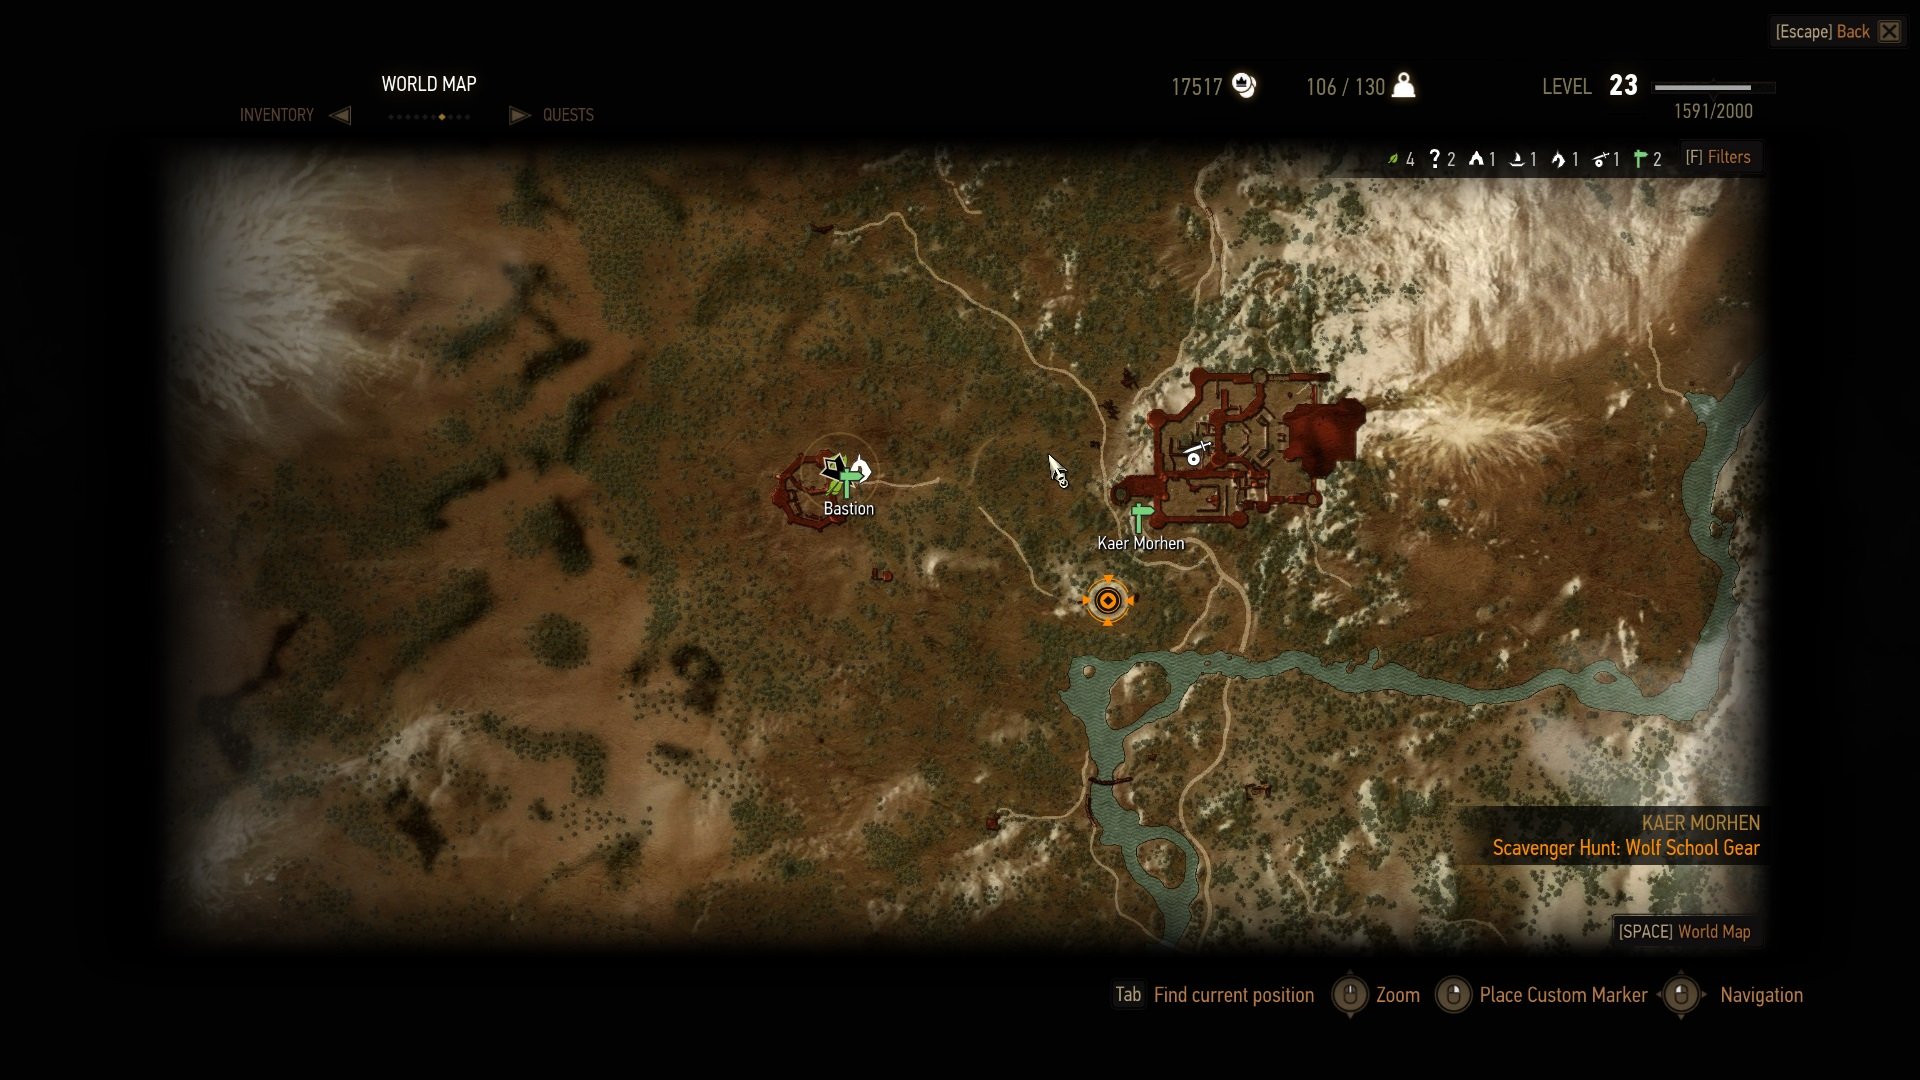 [Escape] Back
WORLD MAP
INVENTORY
QUESTS
17517
106 / 130
LEVEL 23
1591/2000
4 ? 2 1 1 1 1 2
[F] Filters
Bastion
Kaer Morhen
KAER MORHEN
Scavenger Hunt: Wolf School Gear
[SPACE] World Map
Tab Find current position Zoom Place Custom Marker Navigation